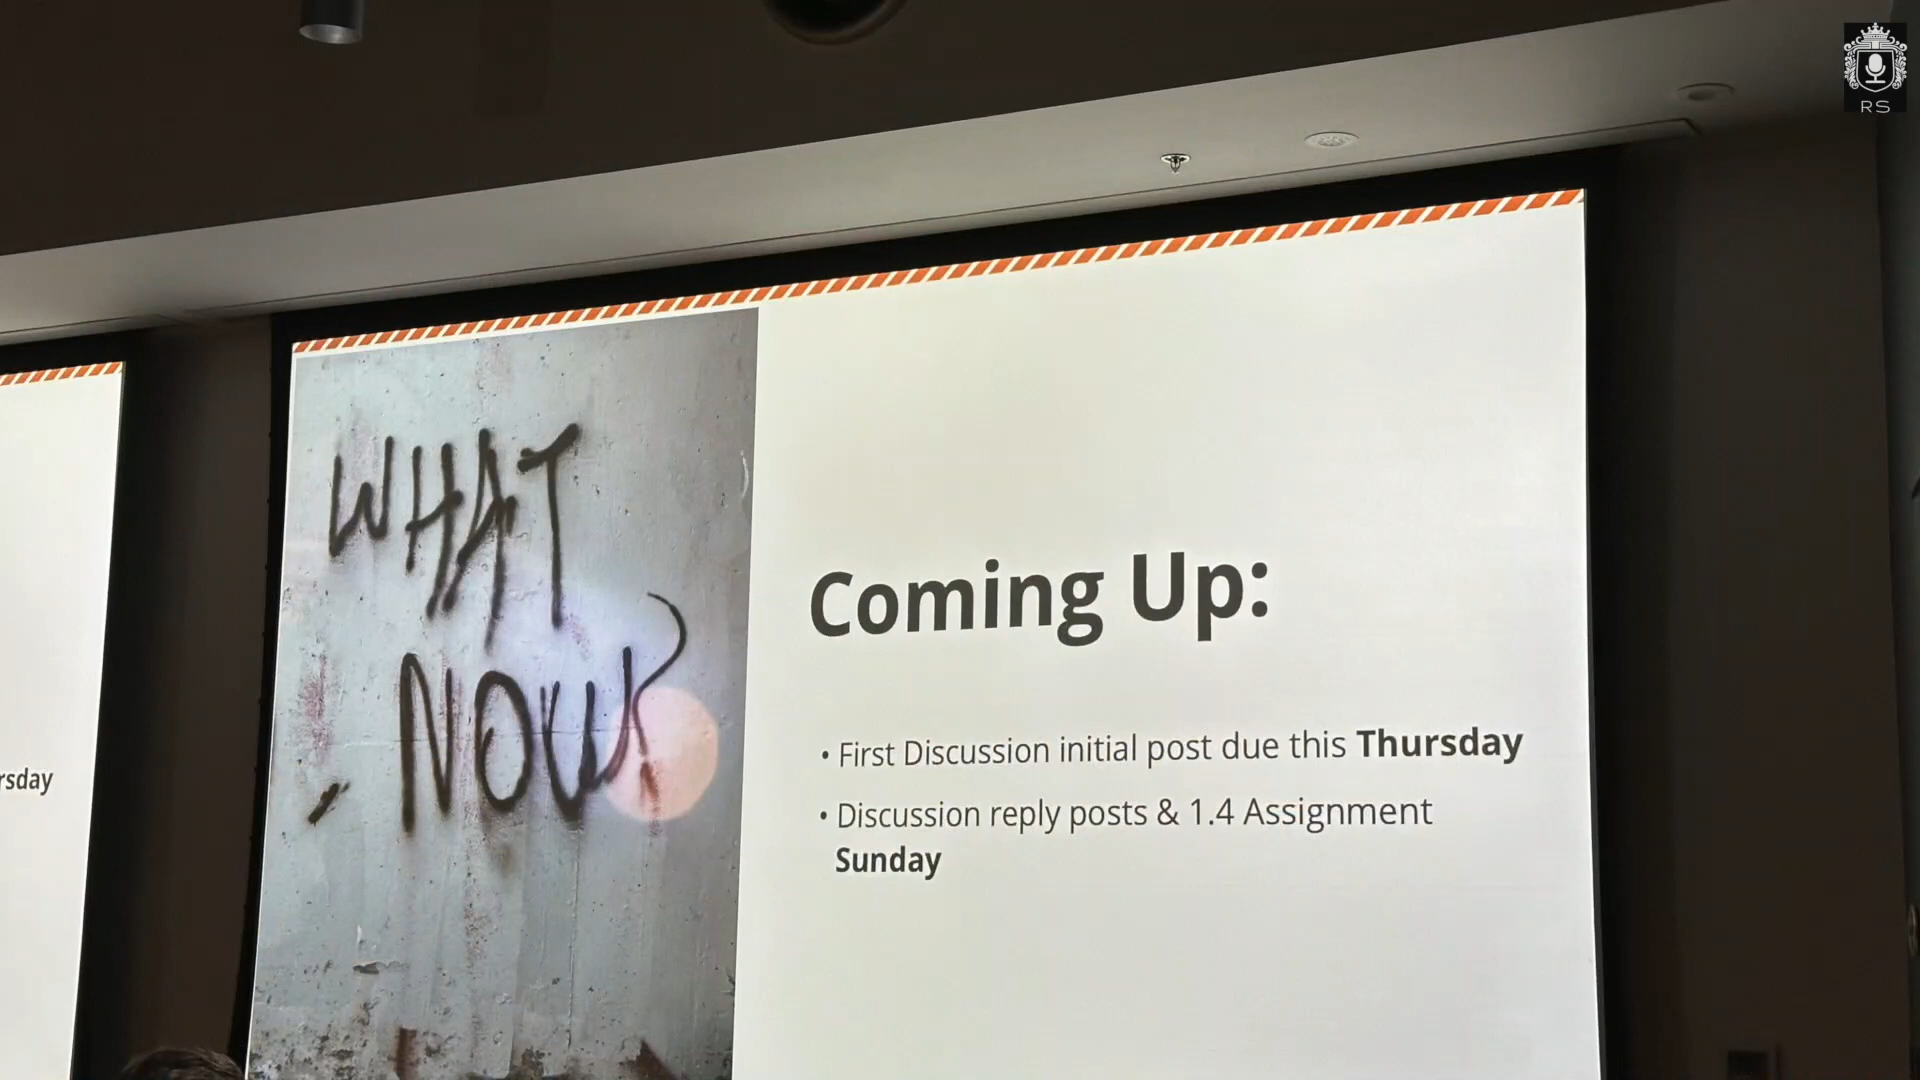 RS
WHAT
NOW?
Coming Up:
• First Discussion initial post due this Thursday
• Discussion reply posts & 1.4 Assignment
Sunday
rsday